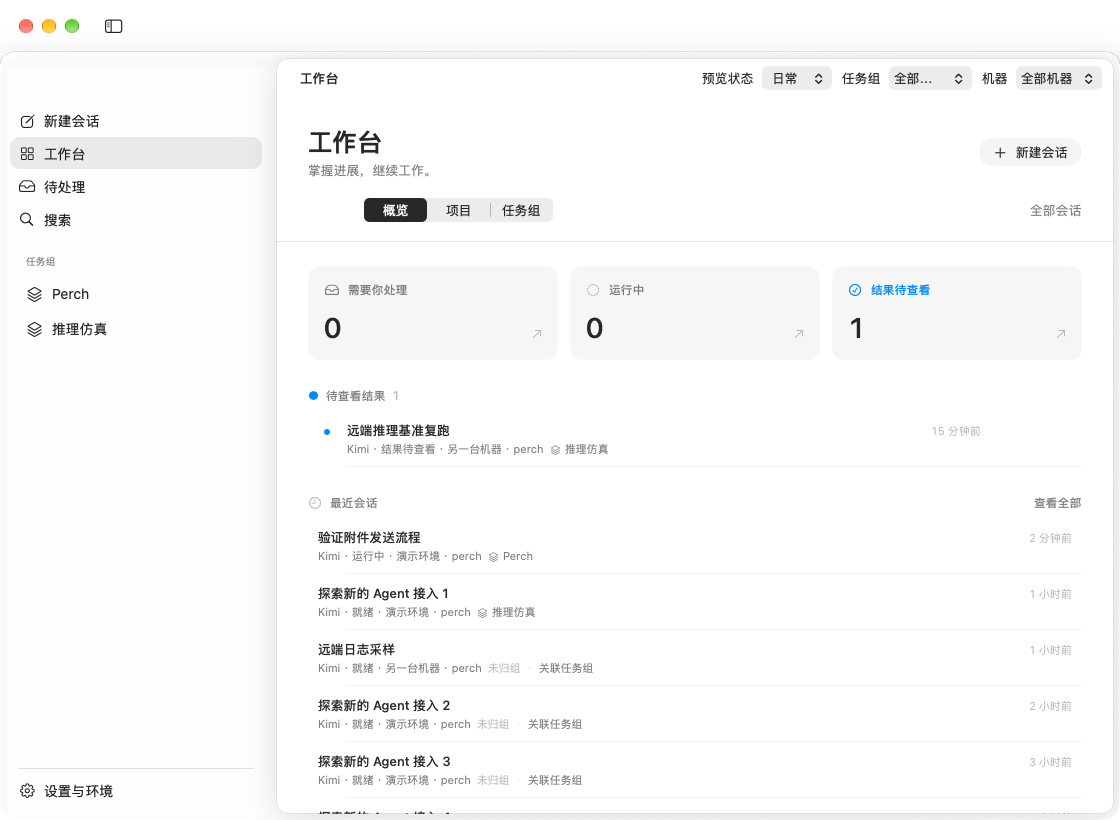 工作台 预览状态 日常 任务组 全部... 机器 全部机器
新建会话
工作台
待处理
搜索
任务组
Perch
推理仿真
设置与环境
工作台
掌握进展，继续工作。
新建会话
概览 项目 任务组 全部会话
需要你处理
0
运行中
0
结果待查看
1
待查看结果 1
远端推理基准复跑 15 分钟前
Kimi · 结果待查看 · 另一台机器 · perch 推理仿真
最近会话 查看全部
验证附件发送流程 2 分钟前
Kimi · 运行中 · 演示环境 · perch Perch
探索新的 Agent 接入 1 1 小时前
Kimi · 就绪 · 演示环境 · perch 推理仿真
远端日志采样 1 小时前
Kimi · 就绪 · 另一台机器 · perch 未归组 · 关联任务组
探索新的 Agent 接入 2 2 小时前
Kimi · 就绪 · 演示环境 · perch 未归组 · 关联任务组
探索新的 Agent 接入 3 3 小时前
Kimi · 就绪 · 演示环境 · perch 未归组 · 关联任务组